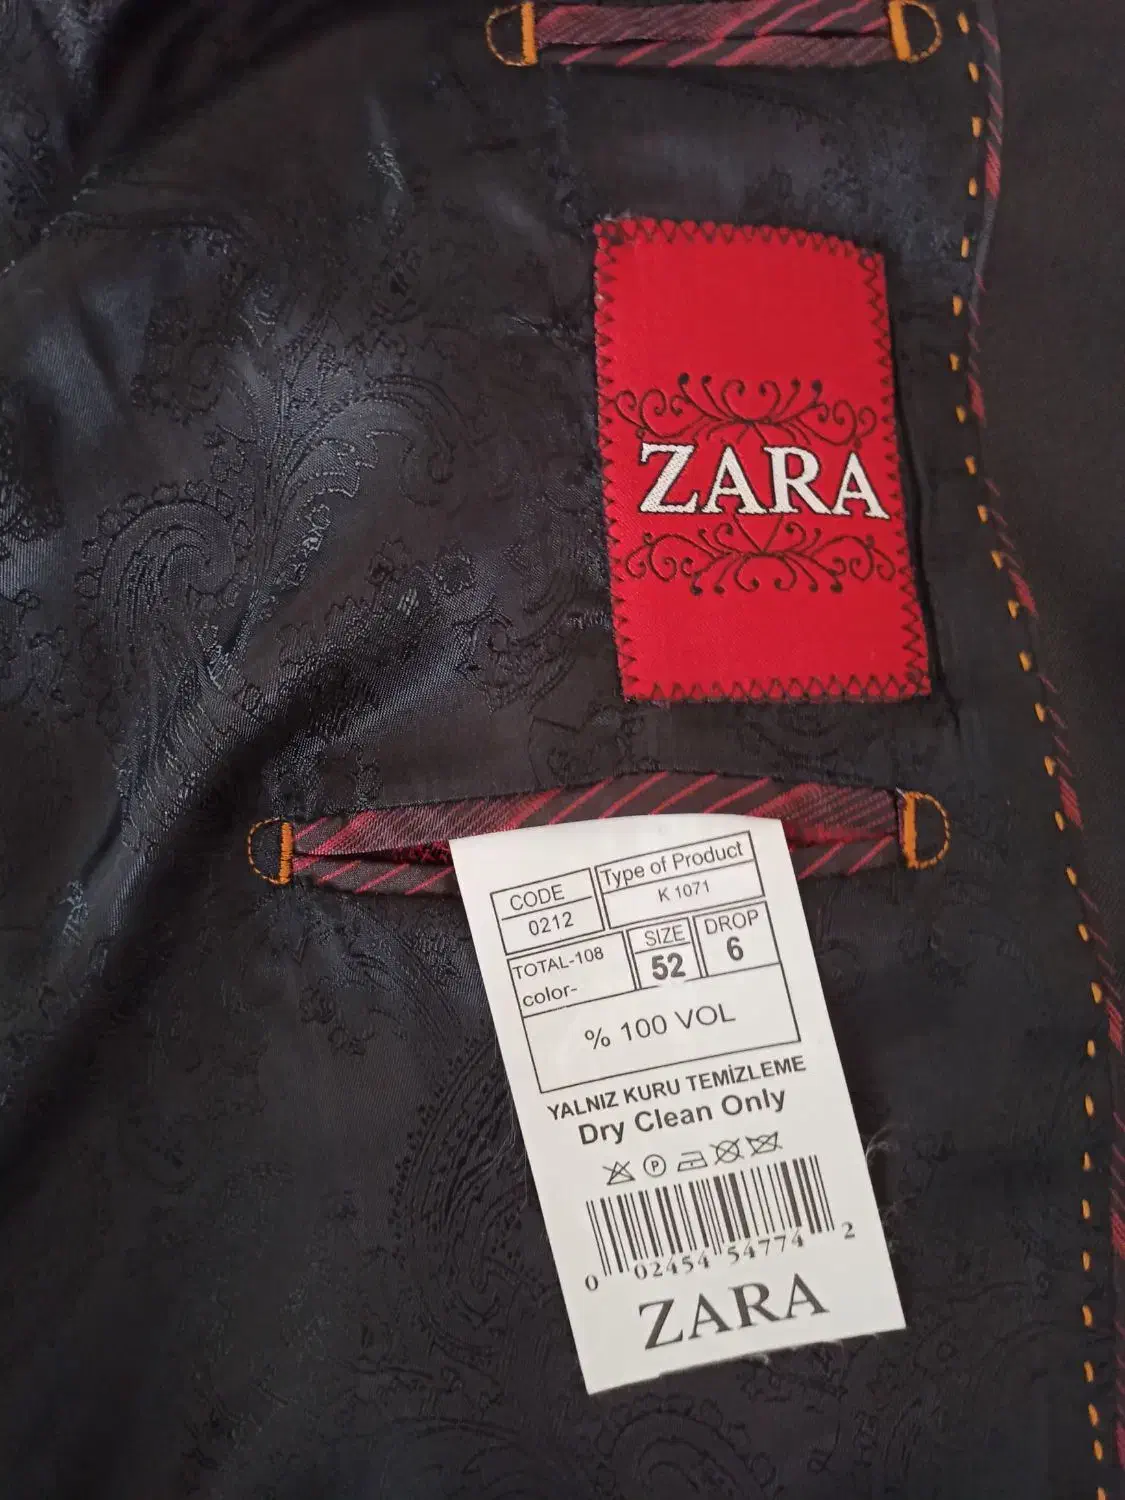 ZARA
CODE
0212
Type of Product
K 1071
TOTAL-108
color-
SIZE
52
DROP
6
% 100 VOL
YALNIZ KURU TEMİZLEME
Dry Clean Only
P
0 02454 54774 2
ZARA